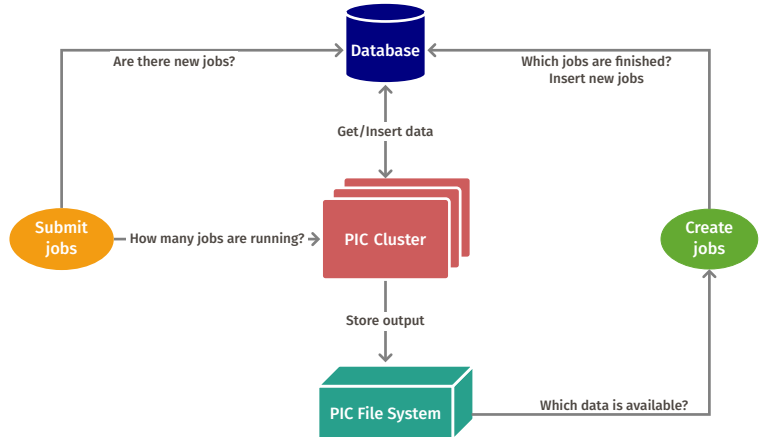 Database
Are there new jobs?
Which jobs are finished?
Insert new jobs
Get/Insert data
Submit
jobs
How many jobs are running?
PIC Cluster
Create
jobs
Store output
PIC File System
Which data is available?